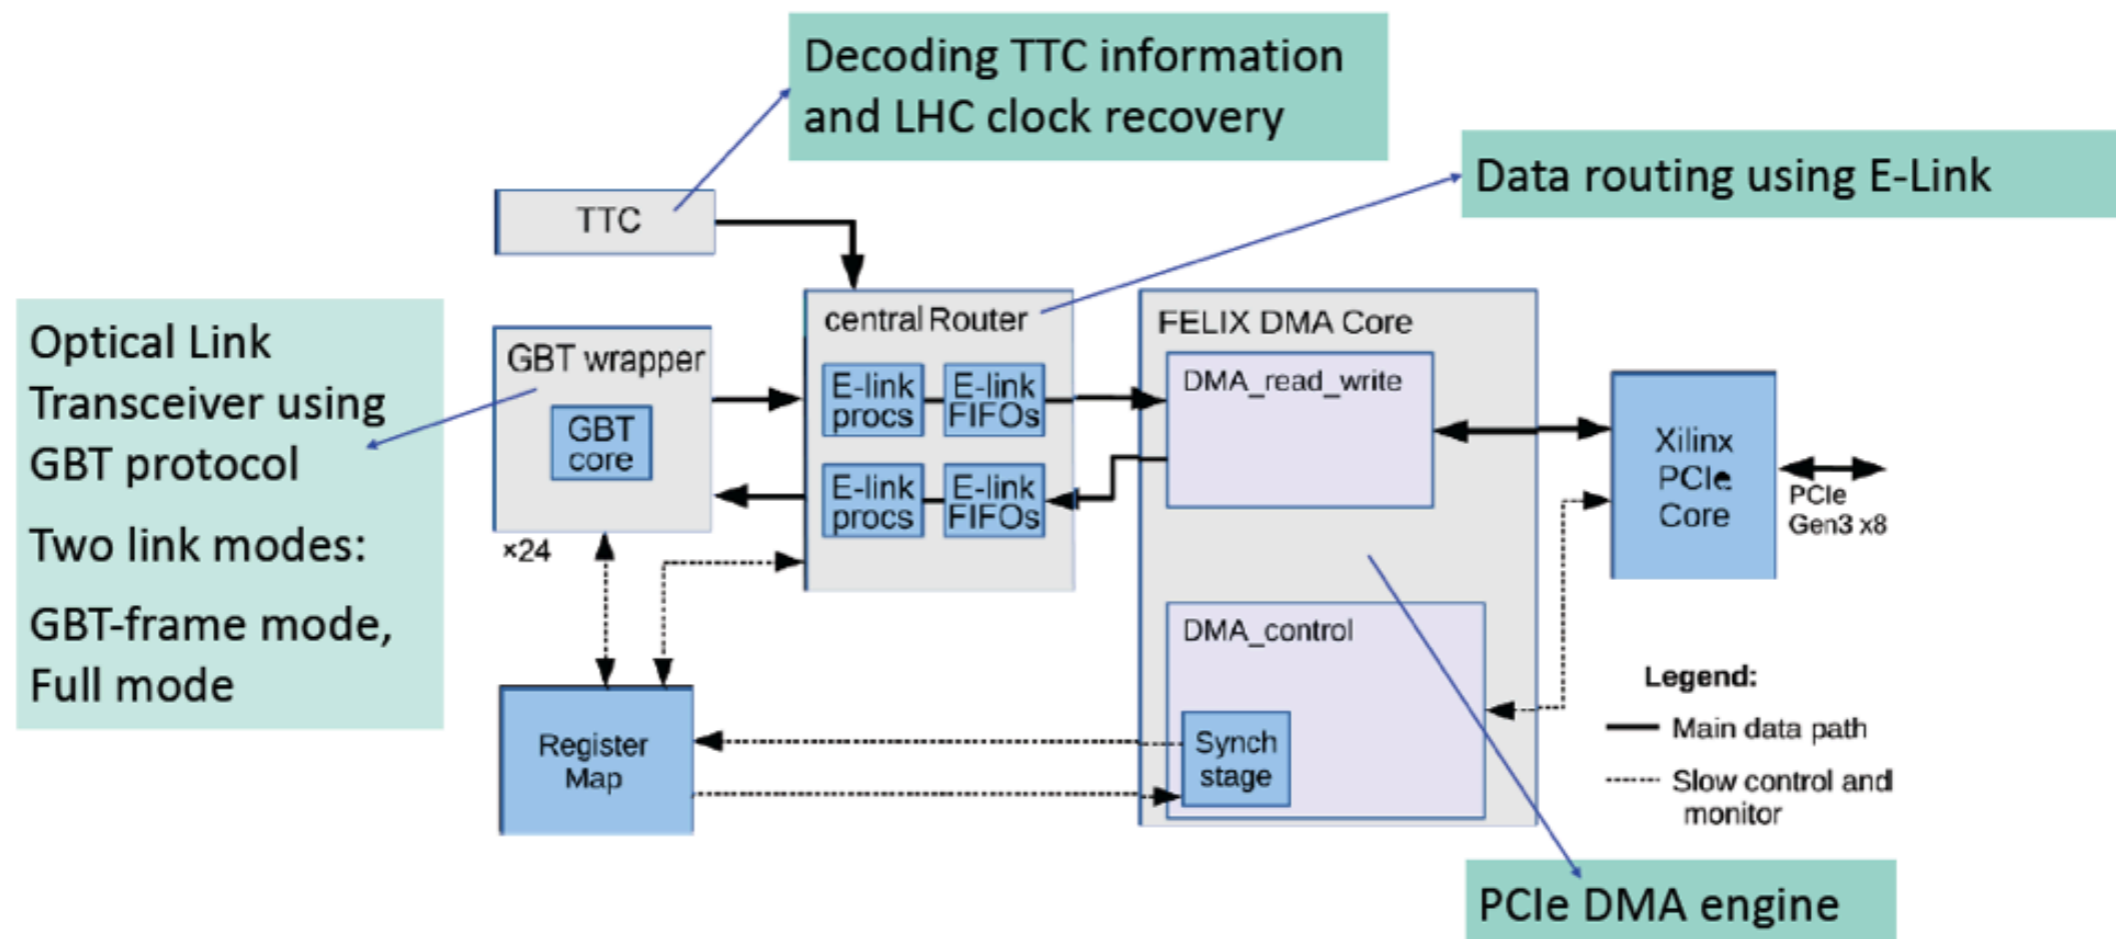 Decoding TTC information
and LHC clock recovery
Data routing using E-Link
TTC
Optical Link
Transceiver using
GBT protocol
Two link modes:
GBT-frame mode,
Full mode
GBT wrapper
GBT
core
×24
central Router
E-link
procs
E-link
FIFOs
E-link
procs
E-link
FIFOs
FELIX DMA Core
DMA_read_write
DMA_control
Synch
stage
Xilinx
PCIe
Core
PCIe
Gen3 x8
Register
Map
Legend:
Main data path
Slow control and
monitor
PCIe DMA engine